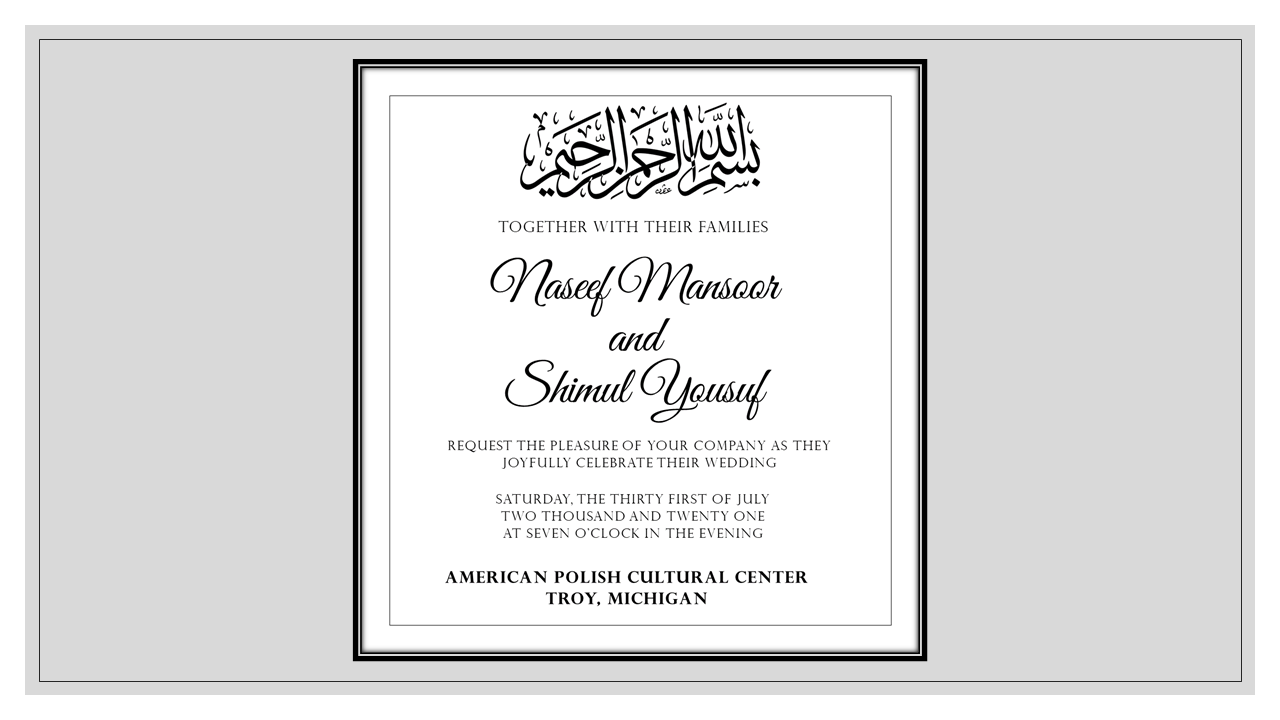 بسم الله الرحمن الرحيم
TOGETHER WITH THEIR FAMILIES
Naseef Mansoor
and
Shimul Yousuf
REQUEST THE PLEASURE OF YOUR COMPANY AS THEY
JOYFULLY CELEBRATE THEIR WEDDING
SATURDAY, THE THIRTY FIRST OF JULY
TWO THOUSAND AND TWENTY ONE
AT SEVEN O'CLOCK IN THE EVENING
AMERICAN POLISH CULTURAL CENTER
TROY, MICHIGAN